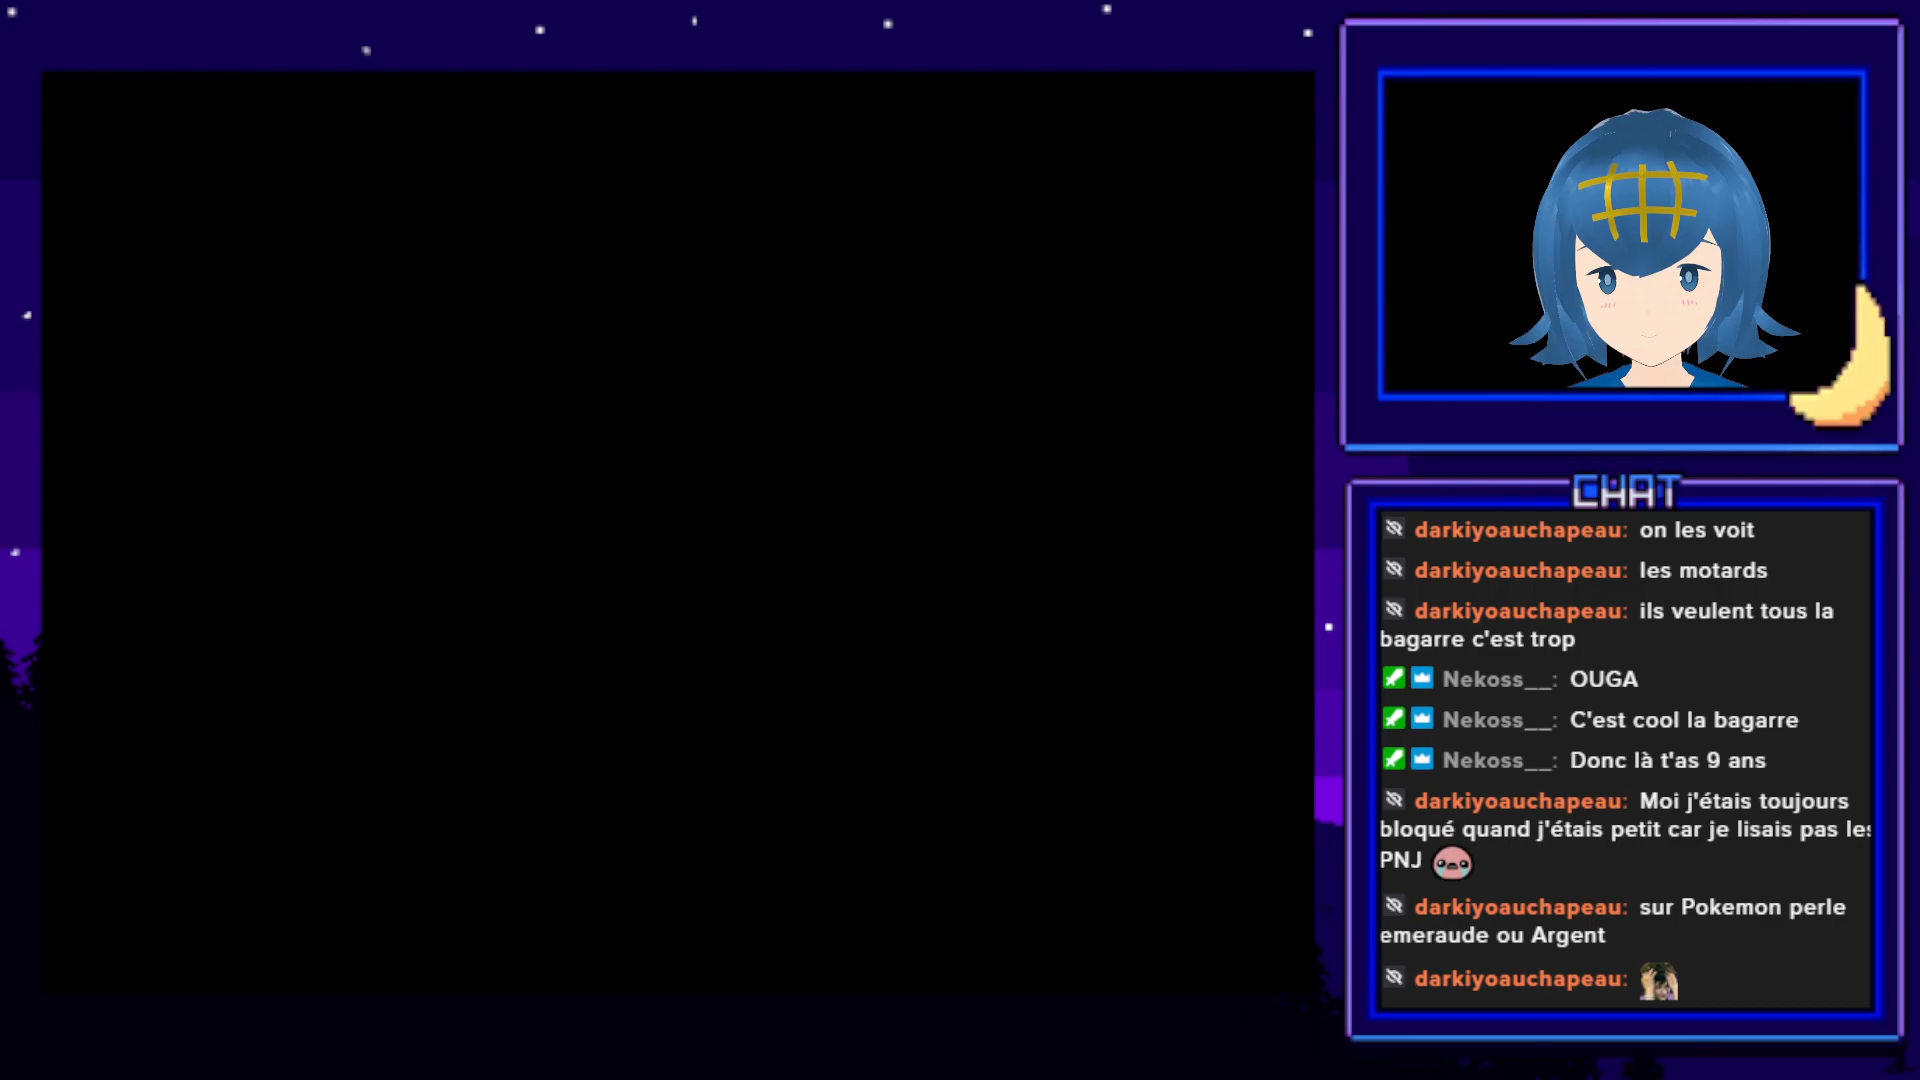 CHAT
darkiyoauchapeau: on les voit
darkiyoauchapeau: les motards
darkiyoauchapeau: ils veulent tous la
bagarre c'est trop
Nekoss__: OUGA
Nekoss__: C'est cool la bagarre
Nekoss__: Donc là t'as 9 ans
darkiyoauchapeau: Moi j'étais toujours
bloqué quand j'étais petit car je lisais pas les
PNJ
darkiyoauchapeau: sur Pokemon perle
emeraude ou Argent
darkiyoauchapeau: